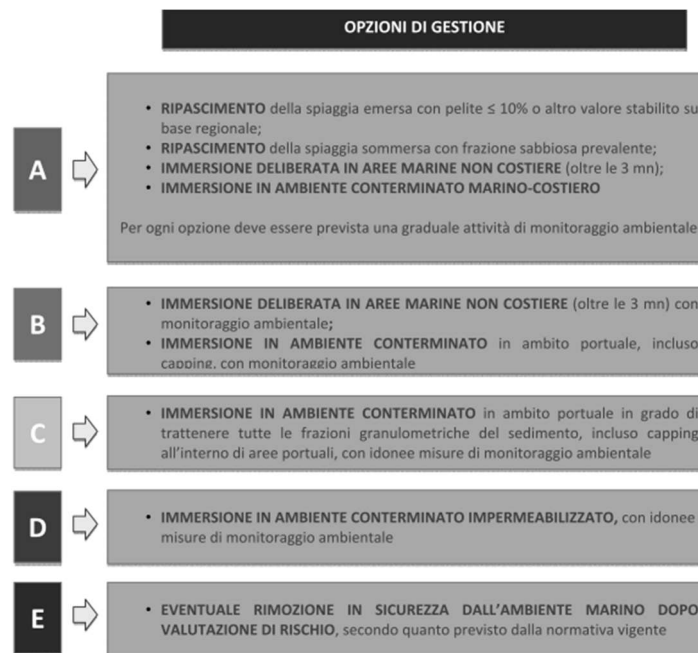 OPZIONI DI GESTIONE
A
• RIPASCIMENTO della spiaggia emersa con pelite ≤ 10% o altro valore stabilito su
base regionale;
• RIPASCIMENTO della spiaggia sommersa con frazione sabbiosa prevalente;
• IMMERSIONE DELIBERATA IN AREE MARINE NON COSTIERE (oltre le 3 mn);
• IMMERSIONE IN AMBIENTE CONTERMINATO MARINO-COSTIERO
Per ogni opzione deve essere prevista una graduale attività di monitoraggio ambientale
B
• IMMERSIONE DELIBERATA IN AREE MARINE NON COSTIERE (oltre le 3 mn) con
monitoraggio ambientale;
• IMMERSIONE IN AMBIENTE CONTERMINATO in ambito portuale, incluso
capping, con monitoraggio ambientale
C
• IMMERSIONE IN AMBIENTE CONTERMINATO in ambito portuale in grado di
trattenere tutte le frazioni granulometriche del sedimento, incluso capping
all'interno di aree portuali, con idonee misure di monitoraggio ambientale
D
• IMMERSIONE IN AMBIENTE CONTERMINATO IMPERMEABILIZZATO, con idonee
misure di monitoraggio ambientale
E
• EVENTUALE RIMOZIONE IN SICUREZZA DALL'AMBIENTE MARINO DOPO
VALUTAZIONE DI RISCHIO, secondo quanto previsto dalla normativa vigente